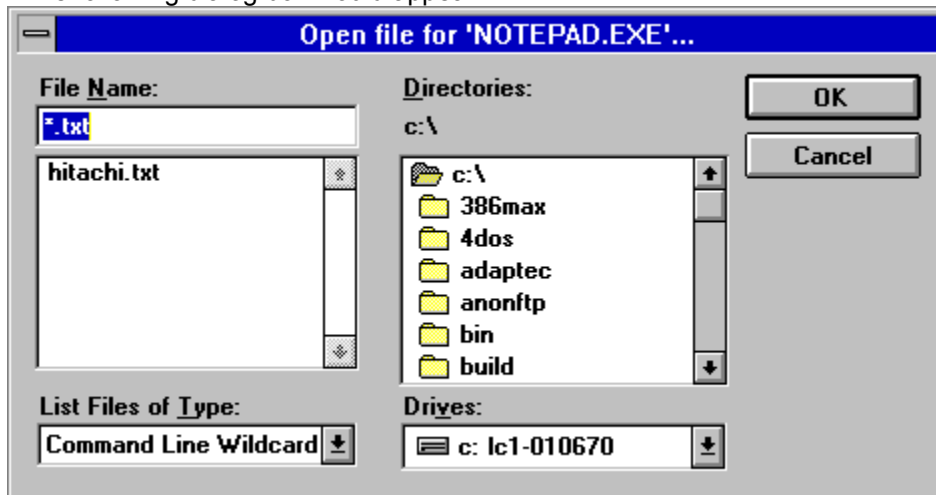 Open file for 'NOTEPAD.EXE'...
File Name:
*.txt
hitachi.txt
List Files of Type:
Command Line Wildcard
Directories:
c:\
c:\
386max
4dos
adaptec
anonftp
bin
build
Drives:
c: lc1-010670
OK
Cancel